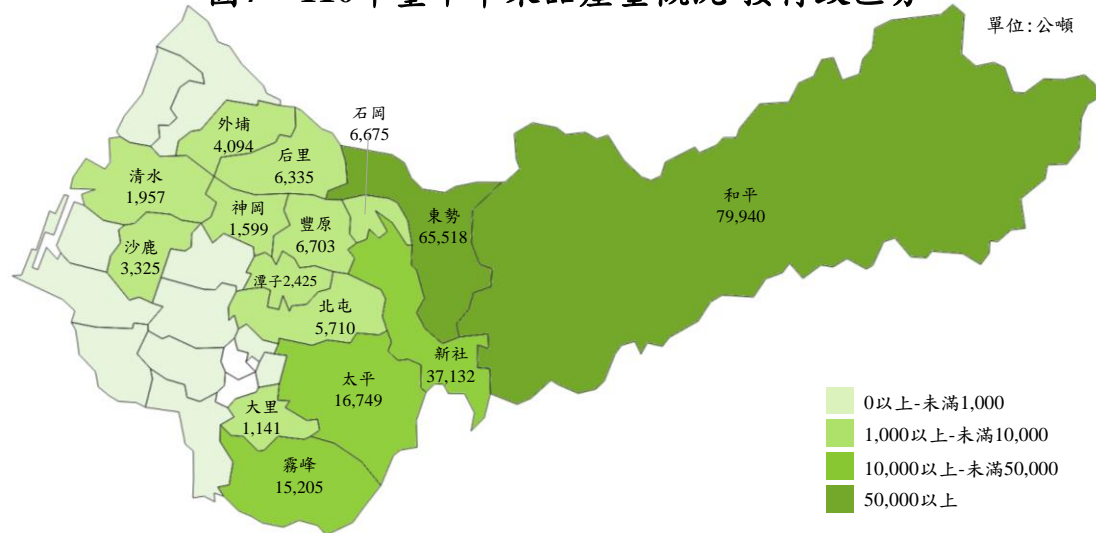 單位:公噸
石岡
6,675
外埔
4,094
后里
6,335
清水
1,957
神岡
1,599
豐原
6,703
東勢
65,518
和平
79,940
沙鹿
3,325
潭子2,425
北屯
5,710
新社
37,132
太平
16,749
大里
1,141
霧峰
15,205
0以上-未滿1,000
1,000以上-未滿10,000
10,000以上-未滿50,000
50,000以上